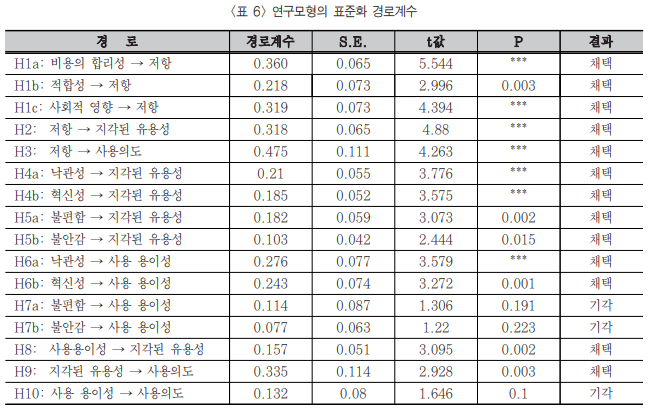 〈표 6〉 연구모형의 표준화 경로계수
경 로 경로계수 S.E. t값 P 결과
H1a: 비용의 합리성 → 저항 0.360 0.065 5.544 *** 채택
H1b: 적합성 → 저항 0.218 0.073 2.996 0.003 채택
H1c: 사회적 영향 → 저항 0.319 0.073 4.394 *** 채택
H2: 저항 → 지각된 유용성 0.318 0.065 4.88 *** 채택
H3: 저항 → 사용의도 0.475 0.111 4.263 *** 채택
H4a: 낙관성 → 지각된 유용성 0.21 0.055 3.776 *** 채택
H4b: 혁신성 → 지각된 유용성 0.185 0.052 3.575 *** 채택
H5a: 불편함 → 지각된 유용성 0.182 0.059 3.073 0.002 채택
H5b: 불안감 → 지각된 유용성 0.103 0.042 2.444 0.015 채택
H6a: 낙관성 → 사용 용이성 0.276 0.077 3.579 *** 채택
H6b: 혁신성 → 사용 용이성 0.243 0.074 3.272 0.001 채택
H7a: 불편함 → 사용 용이성 0.114 0.087 1.306 0.191 기각
H7b: 불안감 → 사용 용이성 0.077 0.063 1.22 0.223 기각
H8: 사용용이성 → 지각된 유용성 0.157 0.051 3.095 0.002 채택
H9: 지각된 유용성 → 사용의도 0.335 0.114 2.928 0.003 채택
H10: 사용 용이성 → 사용의도 0.132 0.08 1.646 0.1 기각